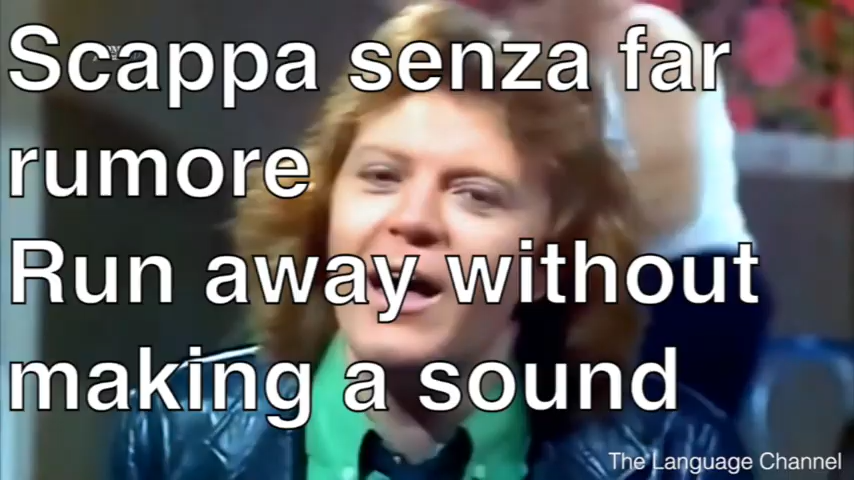 Scappa senza far
rumore
Run away without
making a sound
The Language Channel